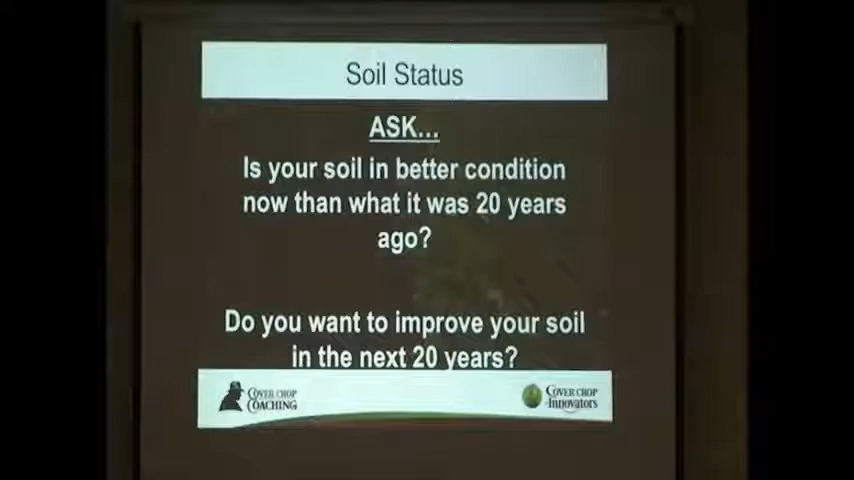 Soil Status
ASK...
Is your soil in better condition
now than what it was 20 years
ago?
Do you want to improve your soil
in the next 20 years?
COVER CROP
COACHING
COVER CROP
Innovators